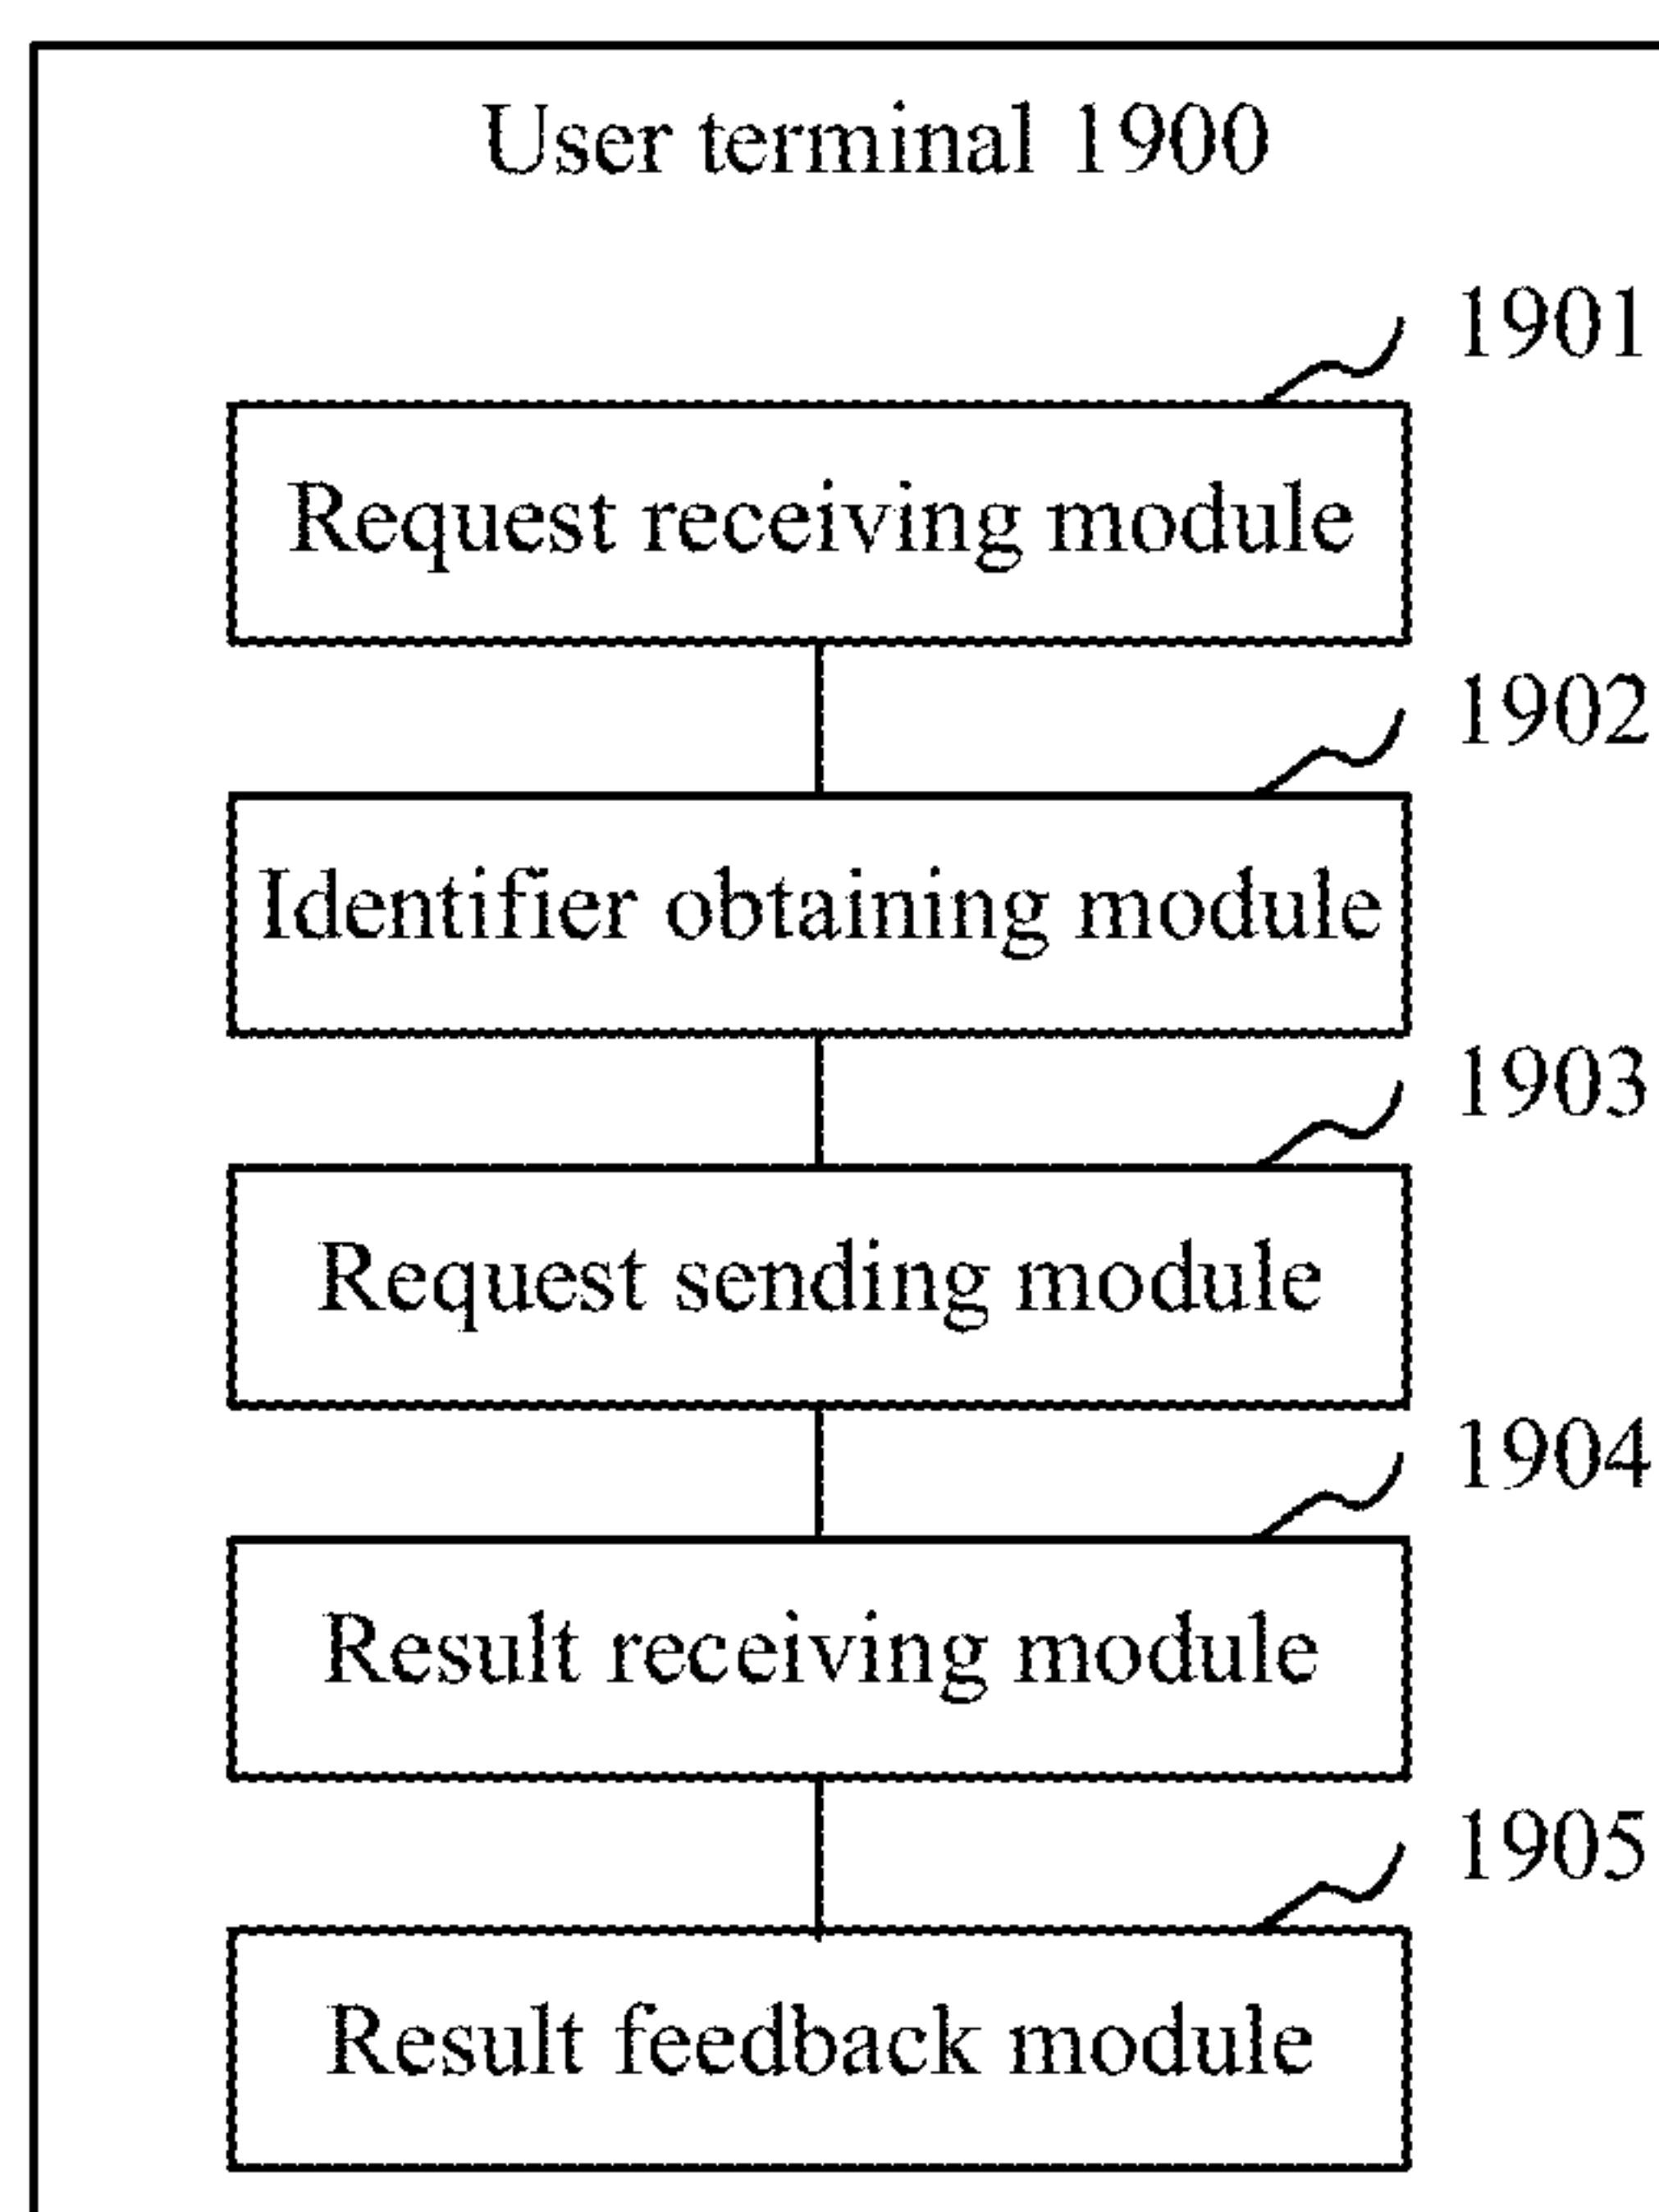 User terminal 1900
1901
Request receiving module
1902
Identifier obtaining module
1903
Request sending module
1904
Result receiving module
1905
Result feedback module